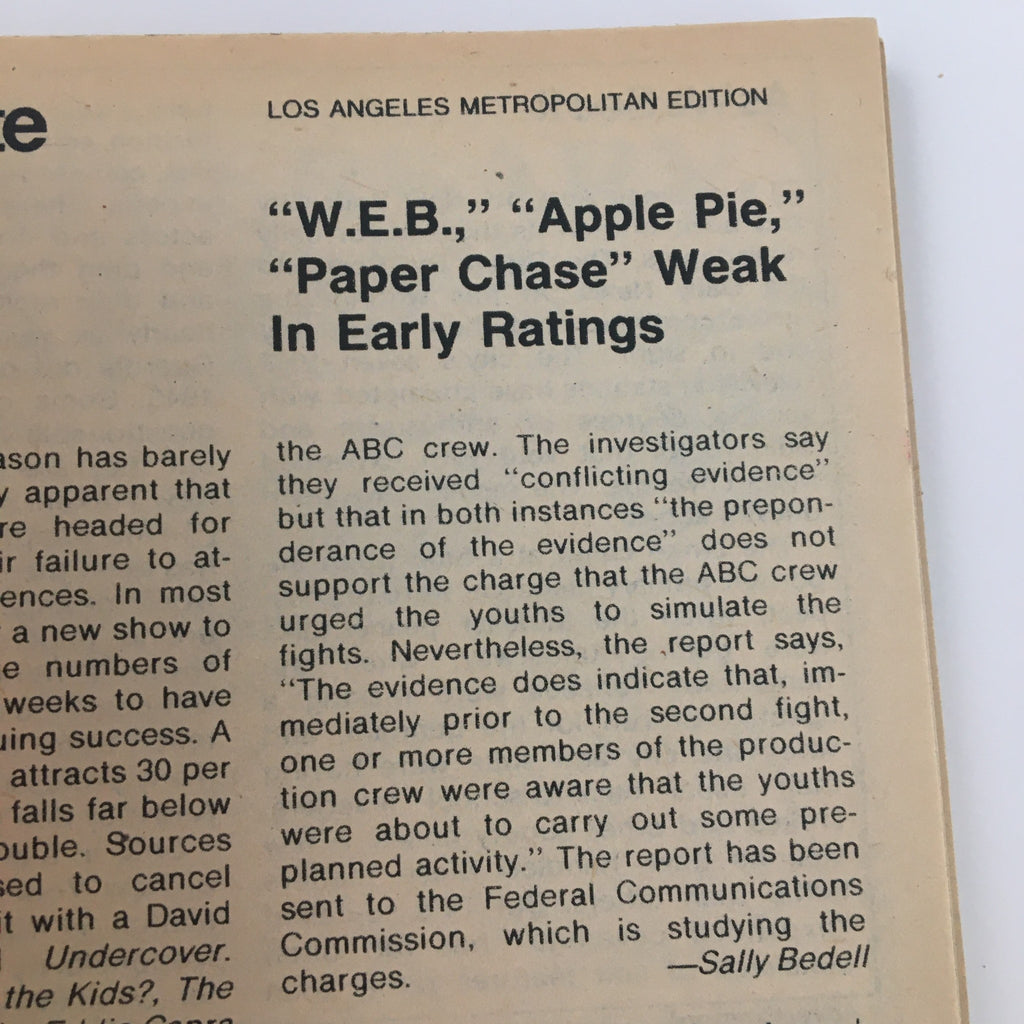 LOS ANGELES METROPOLITAN EDITION
“W.E.B.,” “Apple Pie,”
“Paper Chase” Weak
In Early Ratings
has barely
apparent that
headed for
failure to at-
In most
a new show to
numbers of
weeks to have
success. A
attracts 30 per
falls far below
Sources
to cancel
it with a David
Undercover.
the Kids?, The
the ABC crew. The investigators say
they received “conflicting evidence”
but that in both instances “the prepon-
derance of the evidence” does not
support the charge that the ABC crew
urged the youths to simulate the
fights. Nevertheless, the report says,
“The evidence does indicate that, im-
mediately prior to the second fight,
one or more members of the produc-
tion crew were aware that the youths
were about to carry out some pre-
planned activity.” The report has been
sent to the Federal Communications
Commission, which is studying the
charges. —Sally Bedell